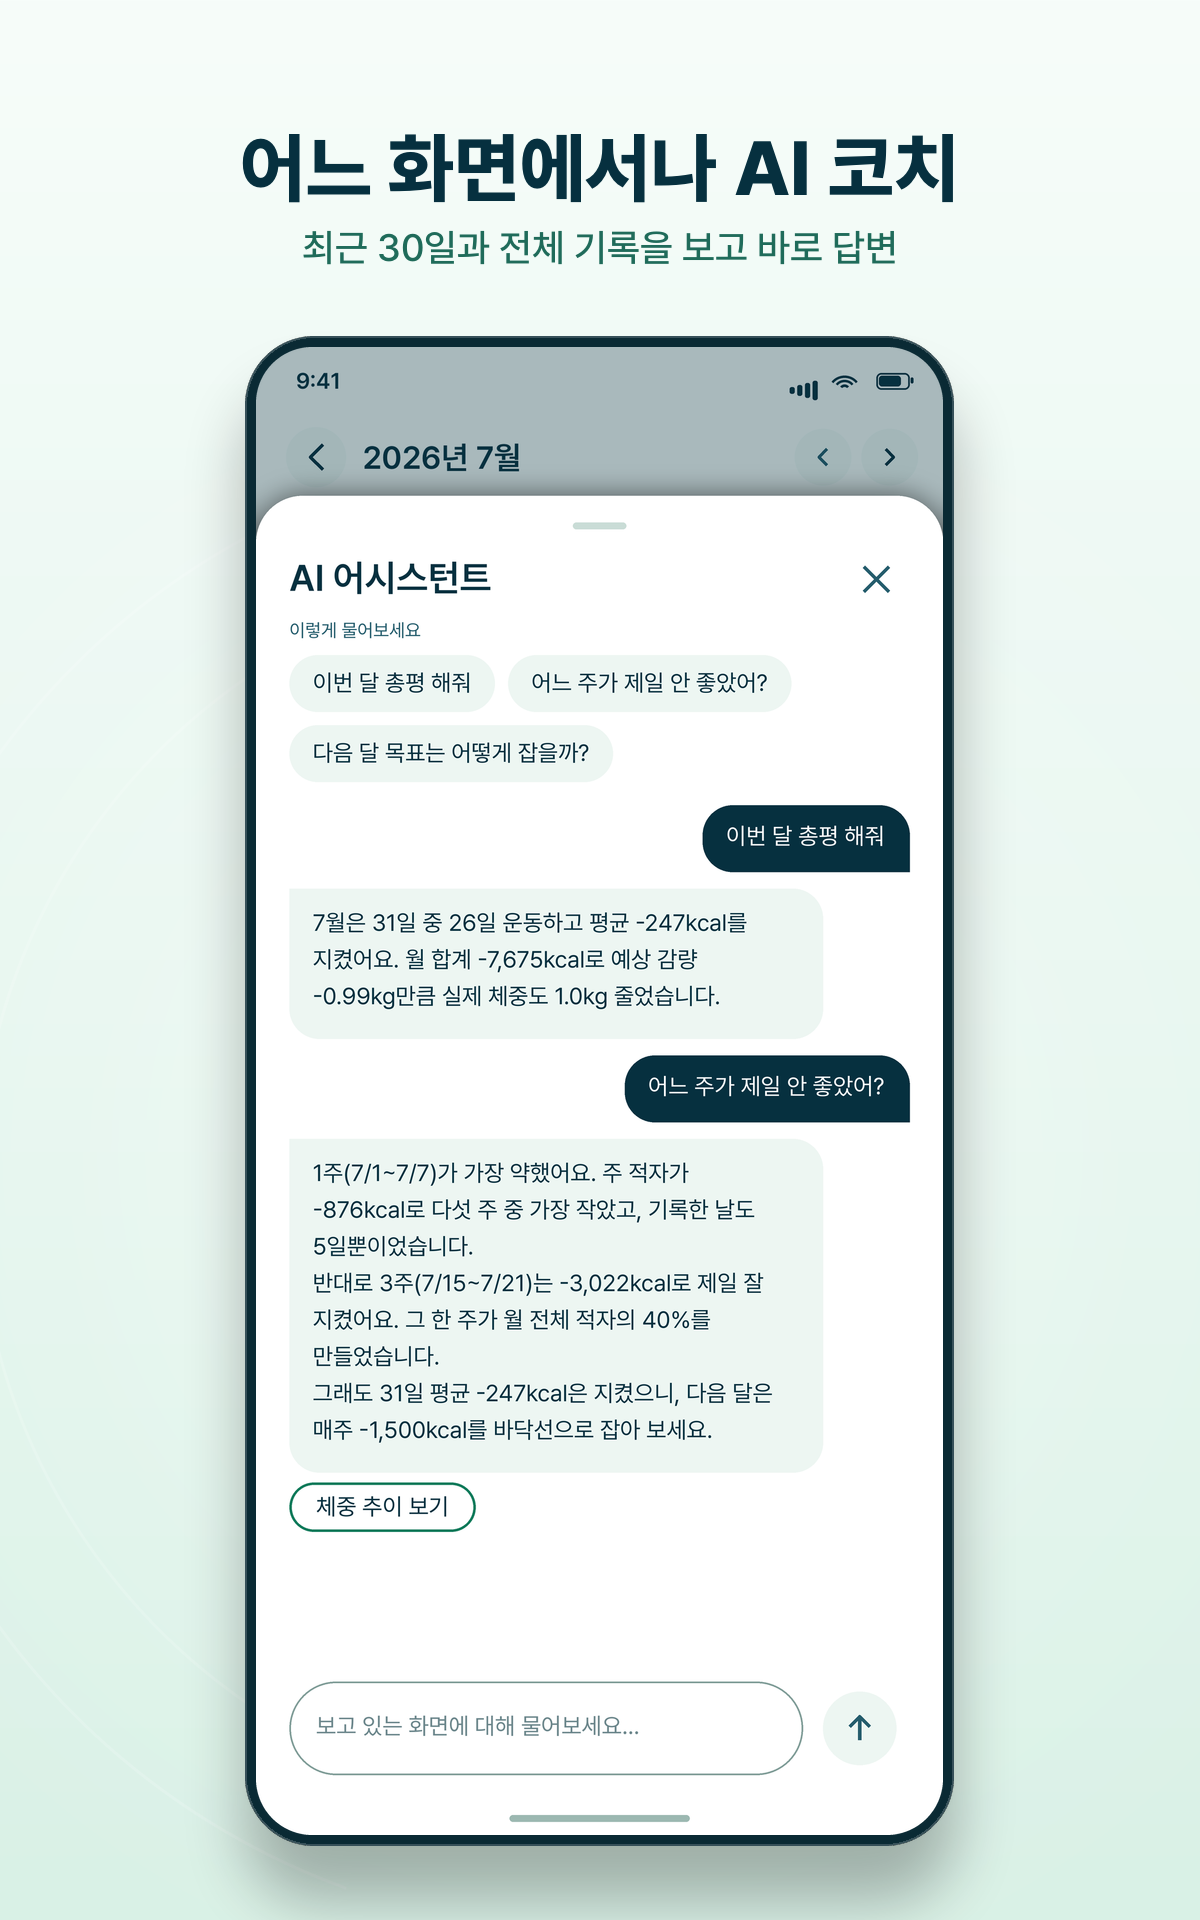 어느 화면에서나 AI 코치
최근 30일과 전체 기록을 보고 바로 답변
9:41
2026년 7월
AI 어시스턴트
이렇게 물어보세요
이번 달 총평 해줘
어느 주가 제일 안 좋았어?
다음 달 목표는 어떻게 잡을까?
이번 달 총평 해줘
7월은 31일 중 26일 운동하고 평균 -247kcal를
지켰어요. 월 합계 -7,675kcal로 예상 감량
-0.99kg만큼 실제 체중도 1.0kg 줄었습니다.
어느 주가 제일 안 좋았어?
1주(7/1~7/7)가 가장 약했어요. 주 적자가
-876kcal로 다섯 주 중 가장 작았고, 기록한 날도
5일뿐이었습니다.
반대로 3주(7/15~7/21)는 -3,022kcal로 제일 잘
지켰어요. 그 한 주가 월 전체 적자의 40%를
만들었습니다.
그래도 31일 평균 -247kcal은 지켰으니, 다음 달은
매주 -1,500kcal를 바닥선으로 잡아 보세요.
체중 추이 보기
보고 있는 화면에 대해 물어보세요...